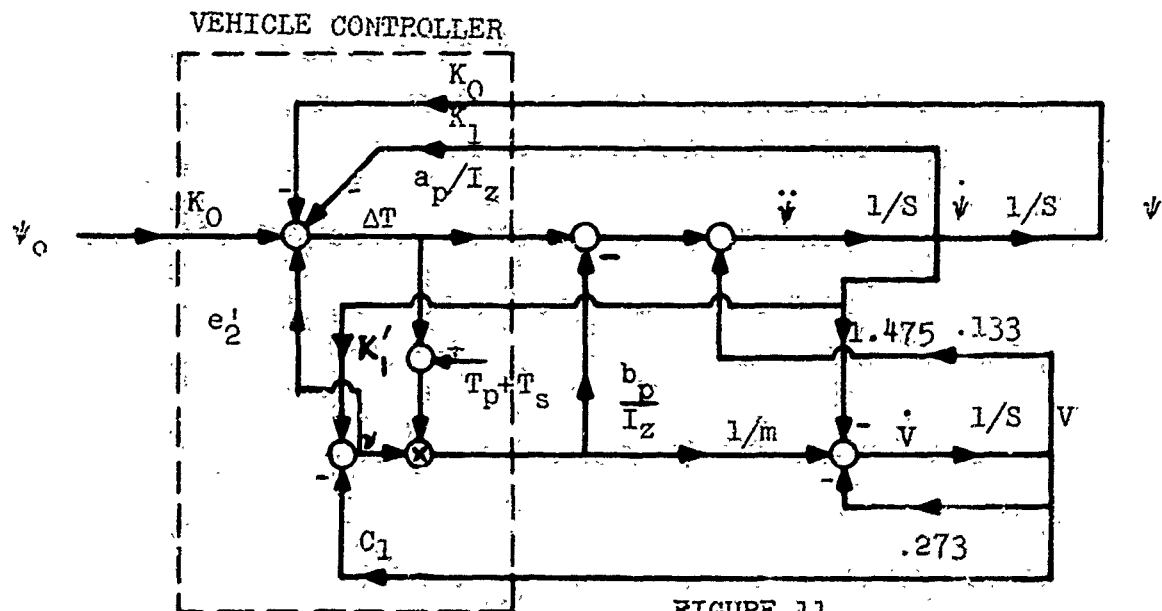 VEHICLE CONTROLLER
K0
K1
ap/Iz
K0
ΔT
ψ̈
1/S
ψ̇
1/S
ψ
ψo
-
-
-
e2'
K1'
Tp+Ts
1.475
.133
bp
Iz
1/m
-
V̇
1/S
V
ν
-
-
C1
.273
FIGURE 11